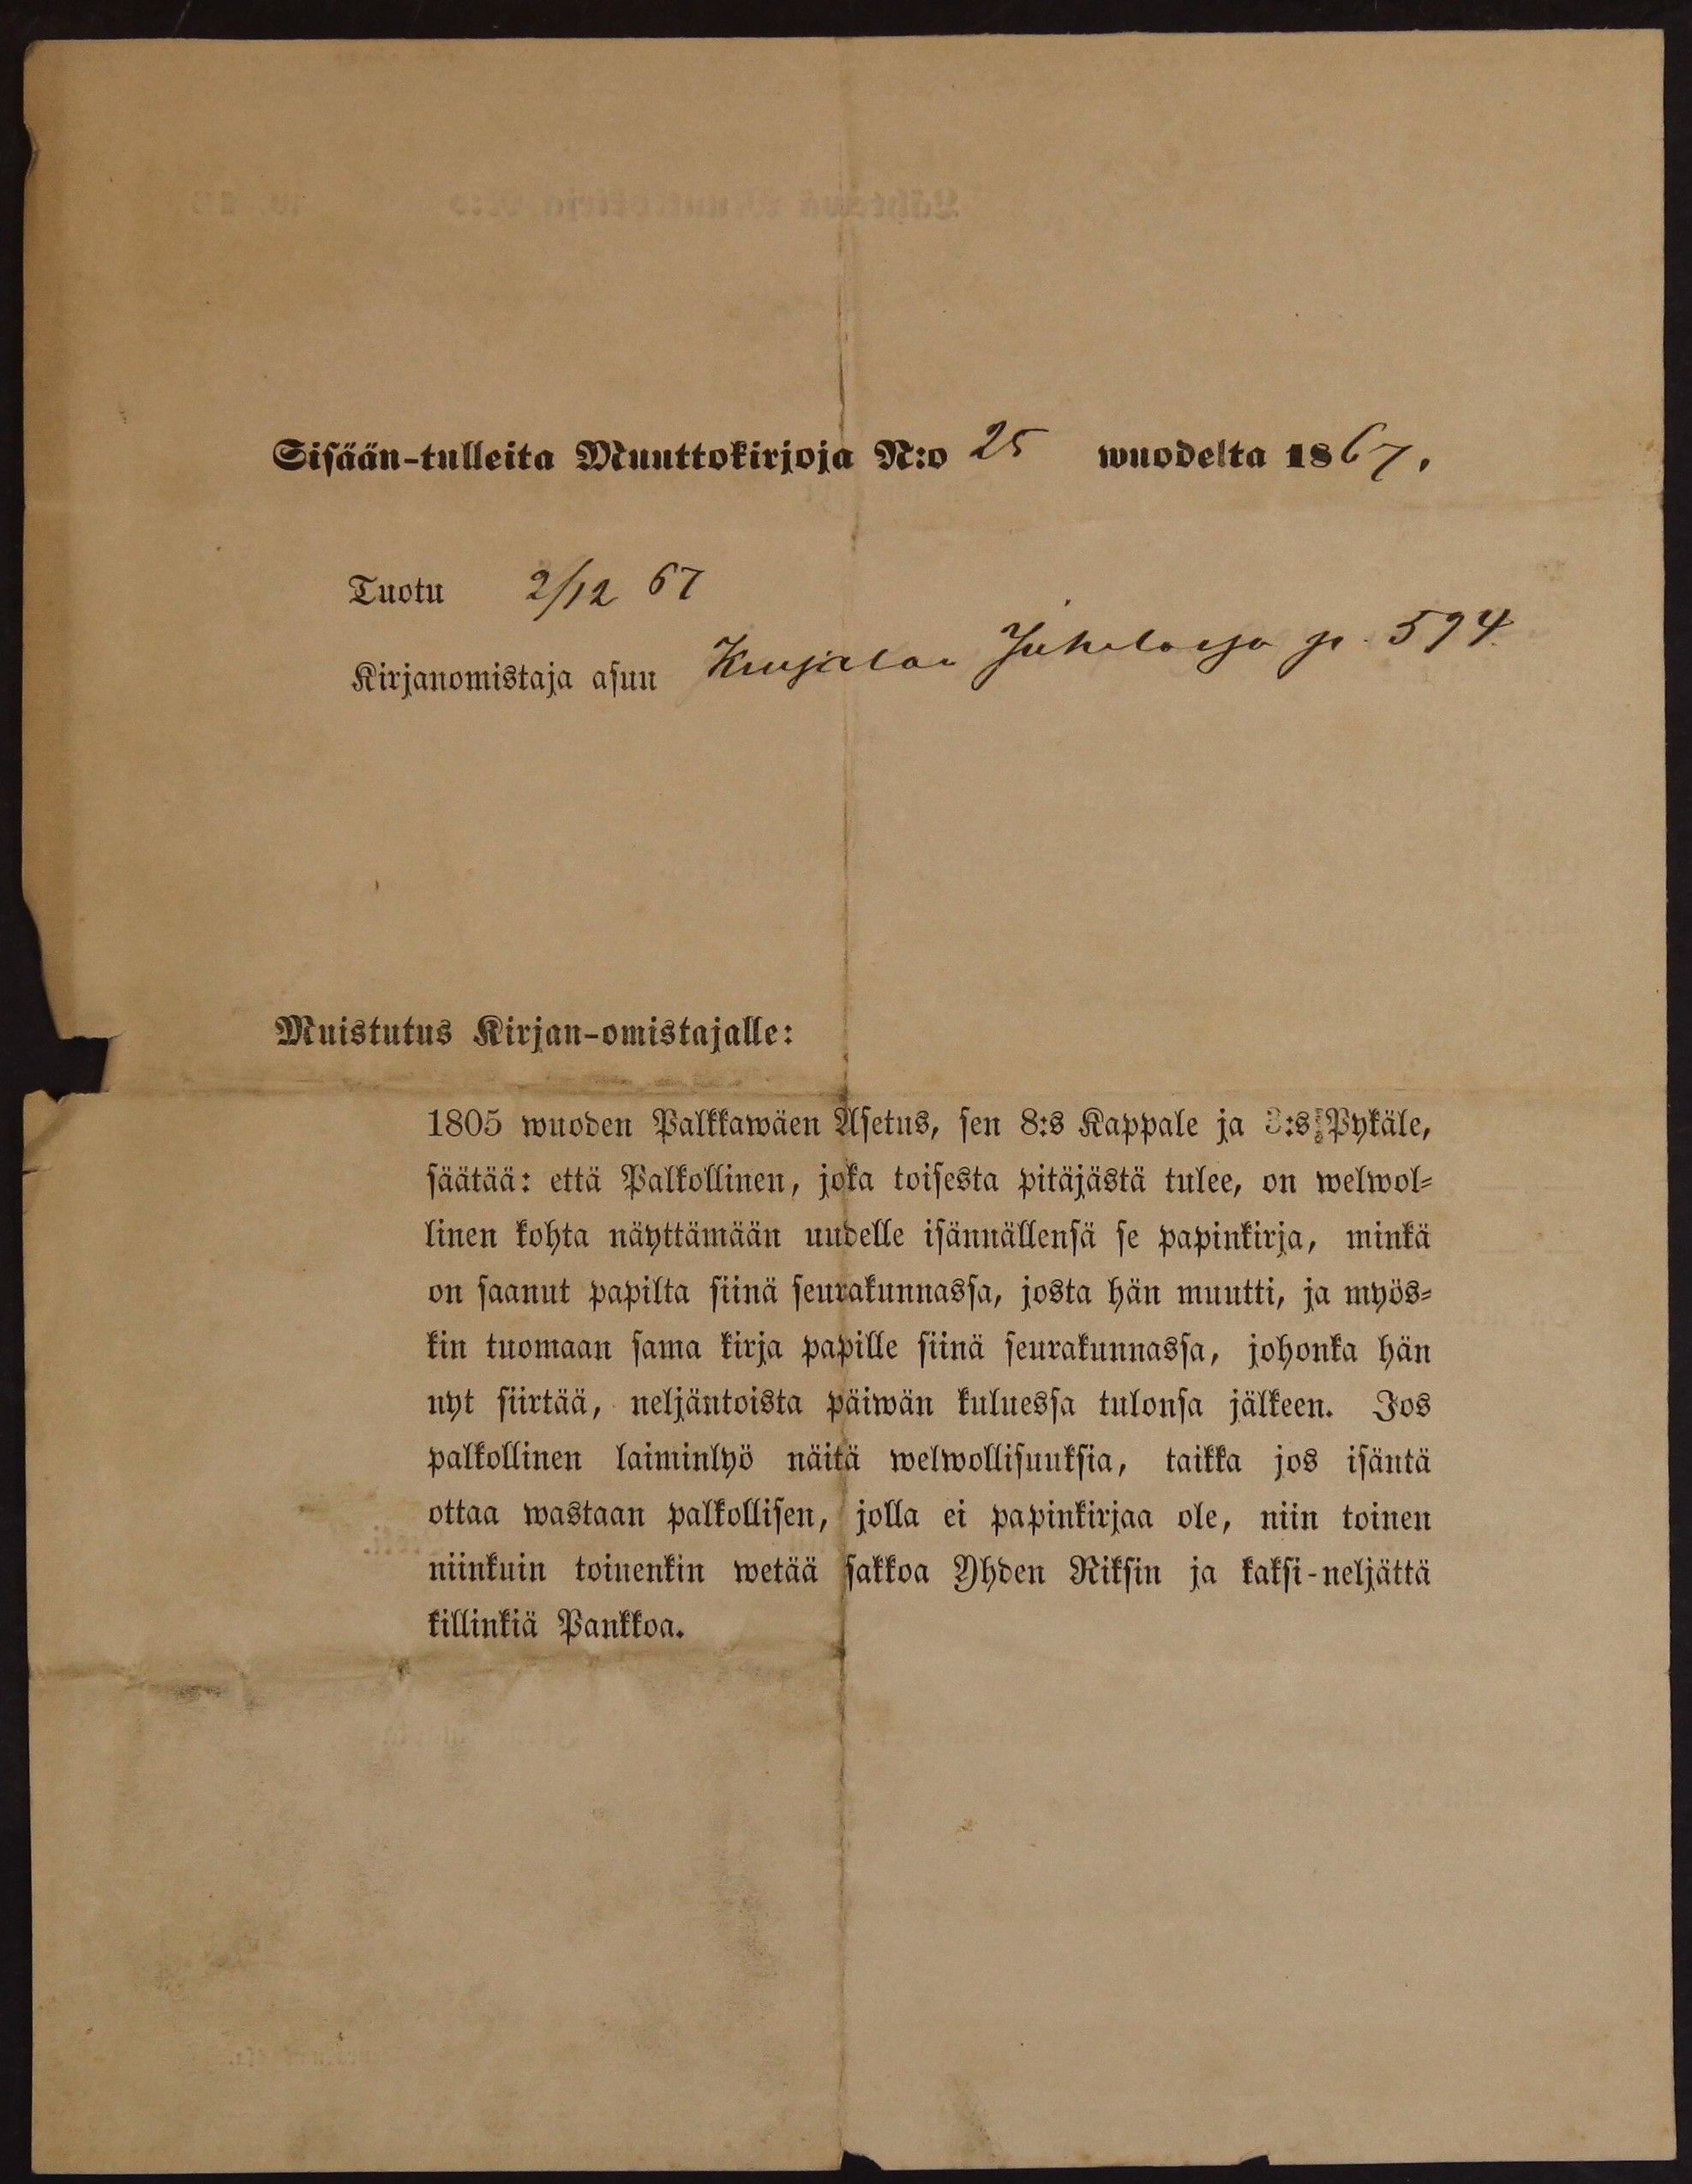 Sisään-tulleita Muuttokirjoja N:o 25 wuodelta 1867.
Tuotu 2/12 67
Kirjanomistaja asuu p. 594.
Muistutus Kirjan-omistajalle:
1805 wuoden Palkkawäen Asetus, sen 8:s Kappale ja 3:s Pykäle,
säätää: että Palkollinen, joka toisesta pitäjästä tulee, on welwol-
linen kohta näyttämään uudelle isännällensä se papinkirja, minkä
on saanut papilta siinä seurakunnassa, josta hän muutti, ja myös-
kin tuomaan sama kirja papille siinä seurakunnassa, johonka hän
nyt siirtää, neljäntoista päiwän kuluessa tulonsa jälkeen. Jos
palkollinen laiminlyö näitä welwollisuuksia, taikka jos isäntä
ottaa wastaan palkollisen, jolla ei papinkirjaa ole, niin toinen
niinkuin toinenkin wetää sakkoa Yhden Riksin ja kaksi-neljättä
killinkiä Pankkoa.